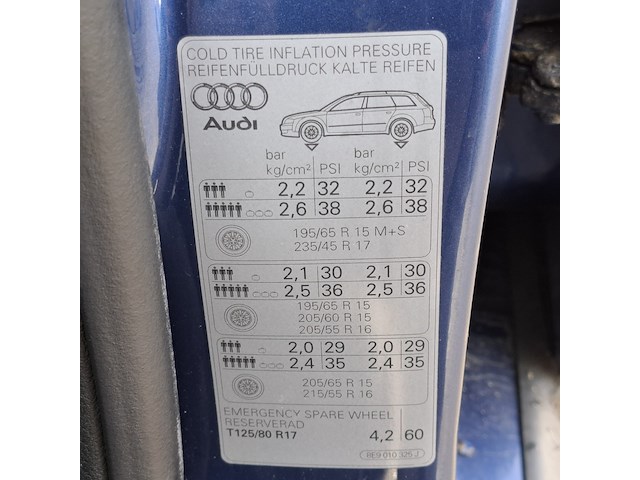 COLD TIRE INFLATION PRESSURE
REIFENFÜLLDRUCK KALTE REIFEN
Audi
bar bar
kg/cm² PSI kg/cm² PSI
2,2 32 2,2 32
2,6 38 2,6 38
195/65 R 15 M+S
235/45 R 17
2,1 30 2,1 30
2,5 36 2,5 36
195/65 R 15
205/60 R 15
205/55 R 16
2,0 29 2,0 29
2,4 35 2,4 35
205/65 R 15
215/55 R 16
EMERGENCY SPARE WHEEL
RESERVERAD
T125/80 R17 4,2 60
8E9 010 325 J